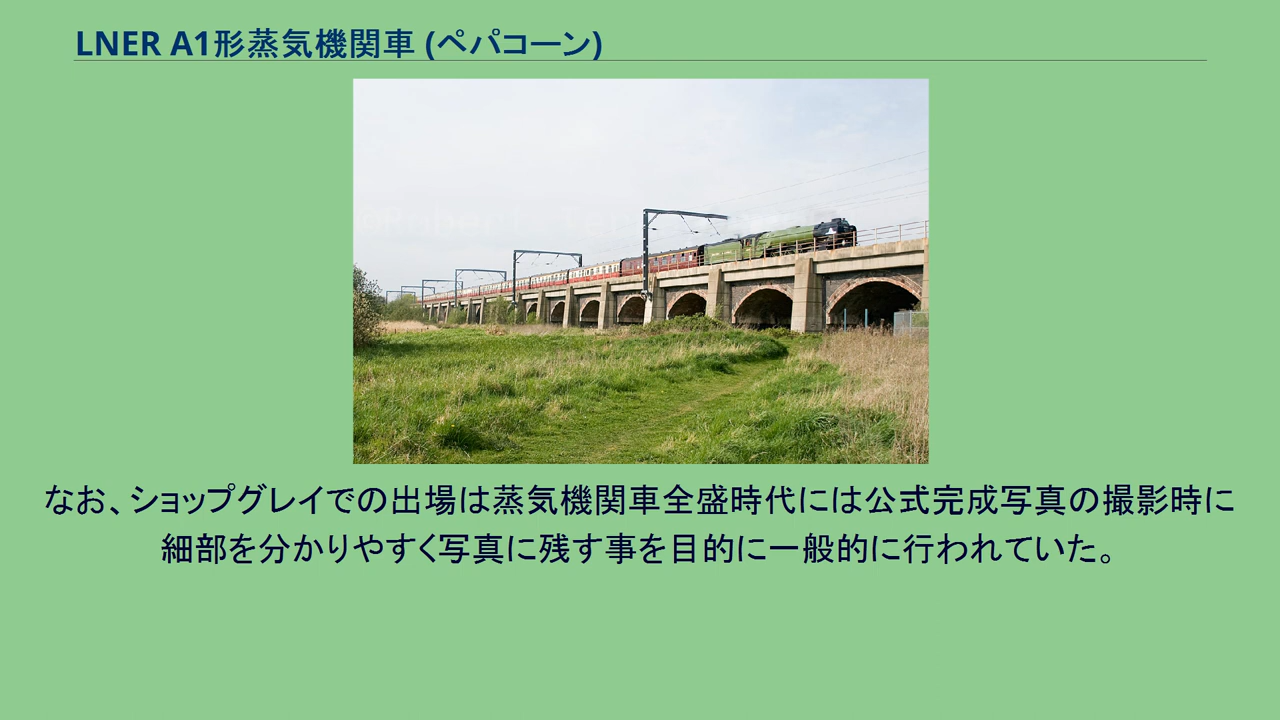 LNER A1形蒸気機関車 (ペパコーン)
なお、ショップグレイでの出場は蒸気機関車全盛時代には公式完成写真の撮影時に
細部を分かりやすく写真に残す事を目的に一般的に行われていた。